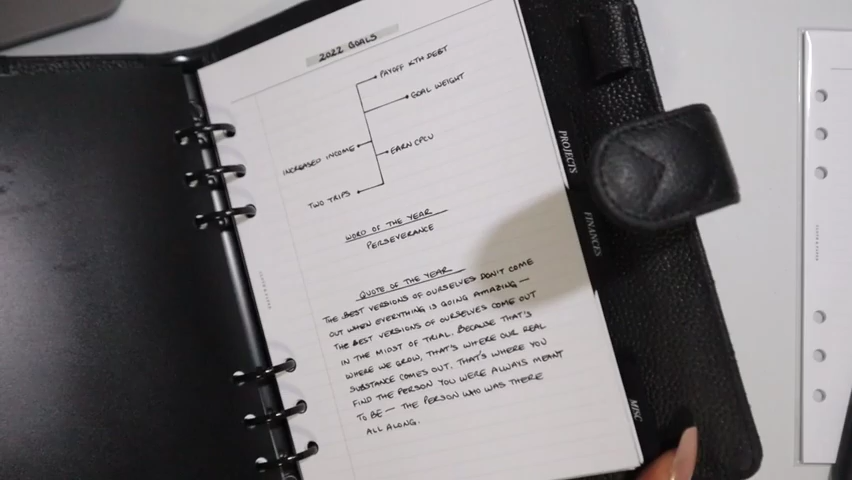 2022 GOALS
PAYOFF KTH DEBT
GOAL WEIGHT
INCREASED INCOME
EARN CPCU
TWO TRIPS
WORD OF THE YEAR
PERSEVERANCE
QUOTE OF THE YEAR
THE BEST VERSIONS OF OURSELVES DON'T COME
OUT WHEN EVERYTHING IS GOING AMAZING —
THE BEST VERSIONS OF OURSELVES COME OUT
IN THE MIDST OF TRIAL. BECAUSE THAT'S
WHERE WE GROW, THAT'S WHERE OUR REAL
SUBSTANCE COMES OUT. THAT'S WHERE YOU
FIND THE PERSON YOU WERE ALWAYS MEANT
TO BE — THE PERSON WHO WAS THERE
ALL ALONG.
PROJECTS
FINANCES
MISC